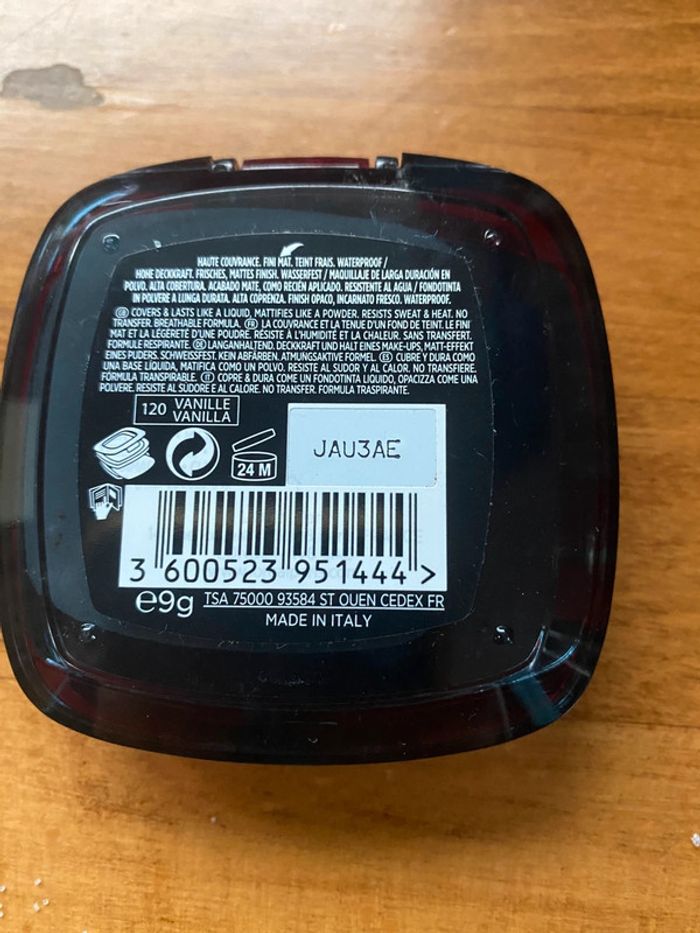 HAUTE COUVRANCE. FINI MAT. TEINT FRAIS. WATERPROOF /
HOHE DECKKRAFT. FRISCHES, MATTES FINISH. WASSERFEST / MAQUILLAJE DE LARGA DURACIÓN EN
POLVO. ALTA COBERTURA. ACABADO MATE, COMO RECIÉN APLICADO. RESISTENTE AL AGUA / FONDOTINTA
IN POLVERE A LUNGA DURATA. ALTA COPRENZA. FINISH OPACO, INCARNATO FRESCO. WATERPROOF.
GB COVERS & LASTS LIKE A LIQUID, MATTIFIES LIKE A POWDER. RESISTS SWEAT & HEAT. NO
TRANSFER. BREATHABLE FORMULA. FR LA COUVRANCE ET LA TENUE D'UN FOND DE TEINT. LE FINI
MAT ET LA LÉGÈRETÉ D'UNE POUDRE. RÉSISTE À L'HUMIDITÉ ET LA CHALEUR. SANS TRANSFERT.
FORMULE RESPIRANTE. DE LANGANHALTEND. DECKKRAFT UND HALT EINES MAKE-UPS, MATT-EFFEKT
EINES PUDERS. SCHWEISSFEST. KEIN ABFÄRBEN. ATMUNGSAKTIVE FORMEL. ES CUBRE Y DURA COMO
UNA BASE LÍQUIDA, MATIFICA COMO UN POLVO. RESISTE AL SUDOR Y AL CALOR. NO TRANSFIERE.
FÓRMULA TRANSPIRABLE. IT COPRE & DURA COME UN FONDOTINTA LIQUIDO, OPACIZZA COME UNA
POLVERE. RESISTE AL SUDORE E AL CALORE. NO TRANSFER. FORMULA TRASPIRANTE.
120 VANILLE
VANILLA
24 M
JAU3AE
3 600523 951444 >
e9g TSA 75000 93584 ST OUEN CEDEX FR
MADE IN ITALY